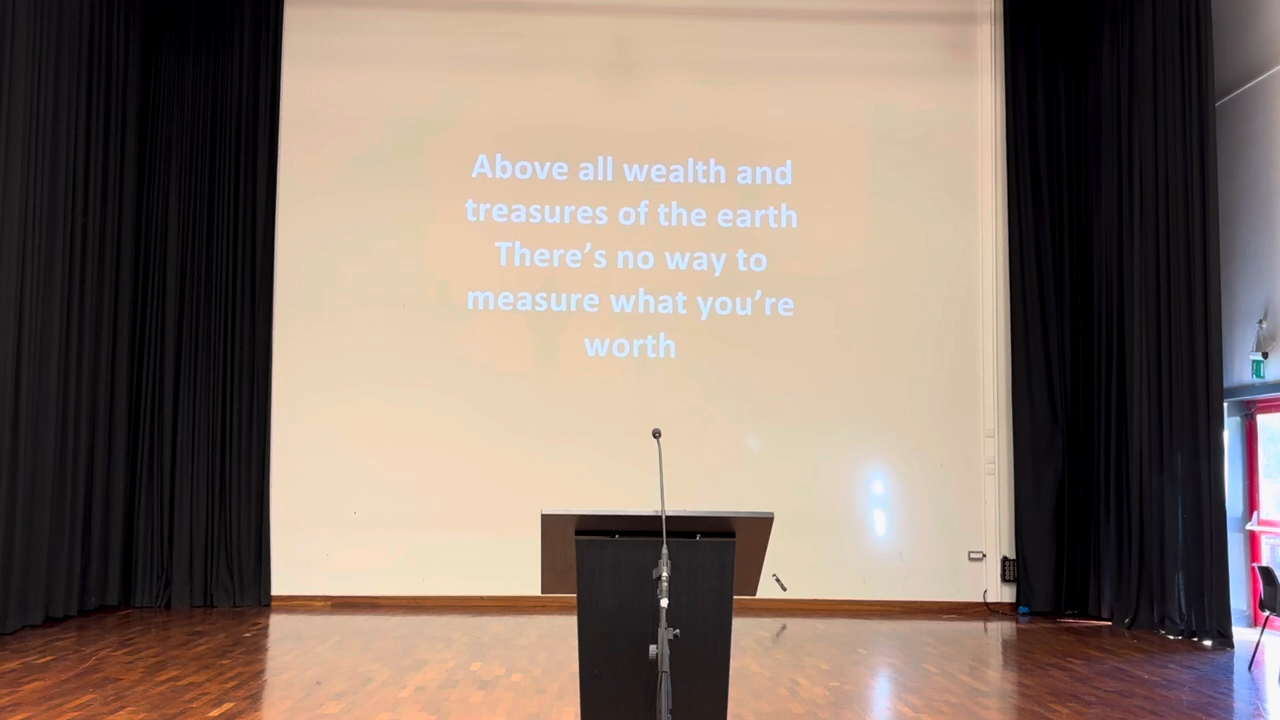 Above all wealth and
treasures of the earth
There’s no way to
measure what you’re
worth